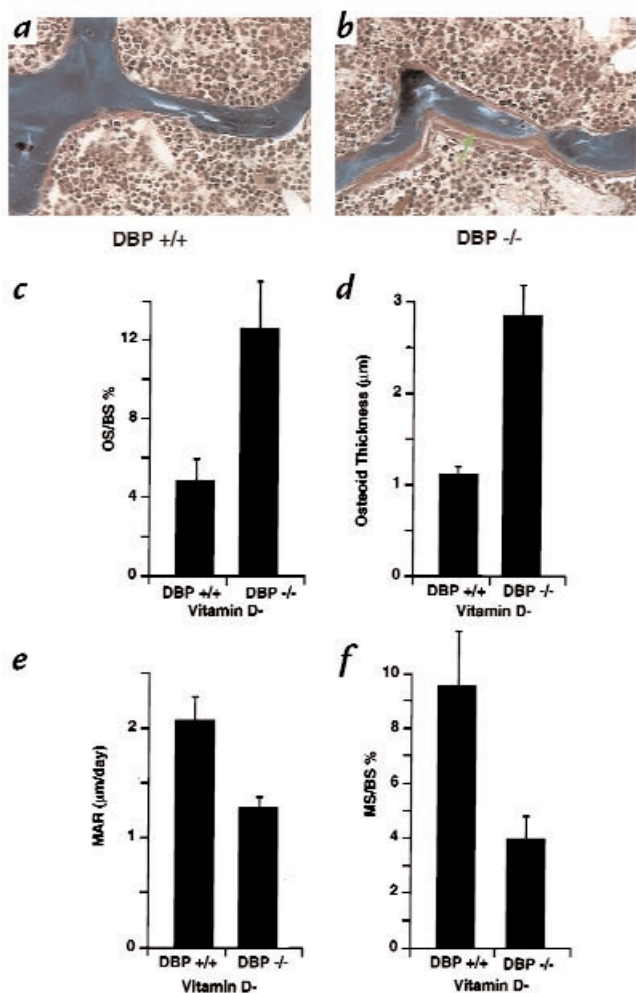 a
b
DBP +/+
DBP -/-
c
12
8
4
0
OS/BS %
DBP +/+ DBP -/-
Vitamin D-
d
3
2
1
0
Osteoid Thickness (µm)
DBP +/+ DBP -/-
Vitamin D-
e
2
1
0
MAR (µm/day)
DBP +/+ DBP -/-
Vitamin D-
f
10
8
6
4
2
0
MS/BS %
DBP +/+ DBP -/-
Vitamin D-